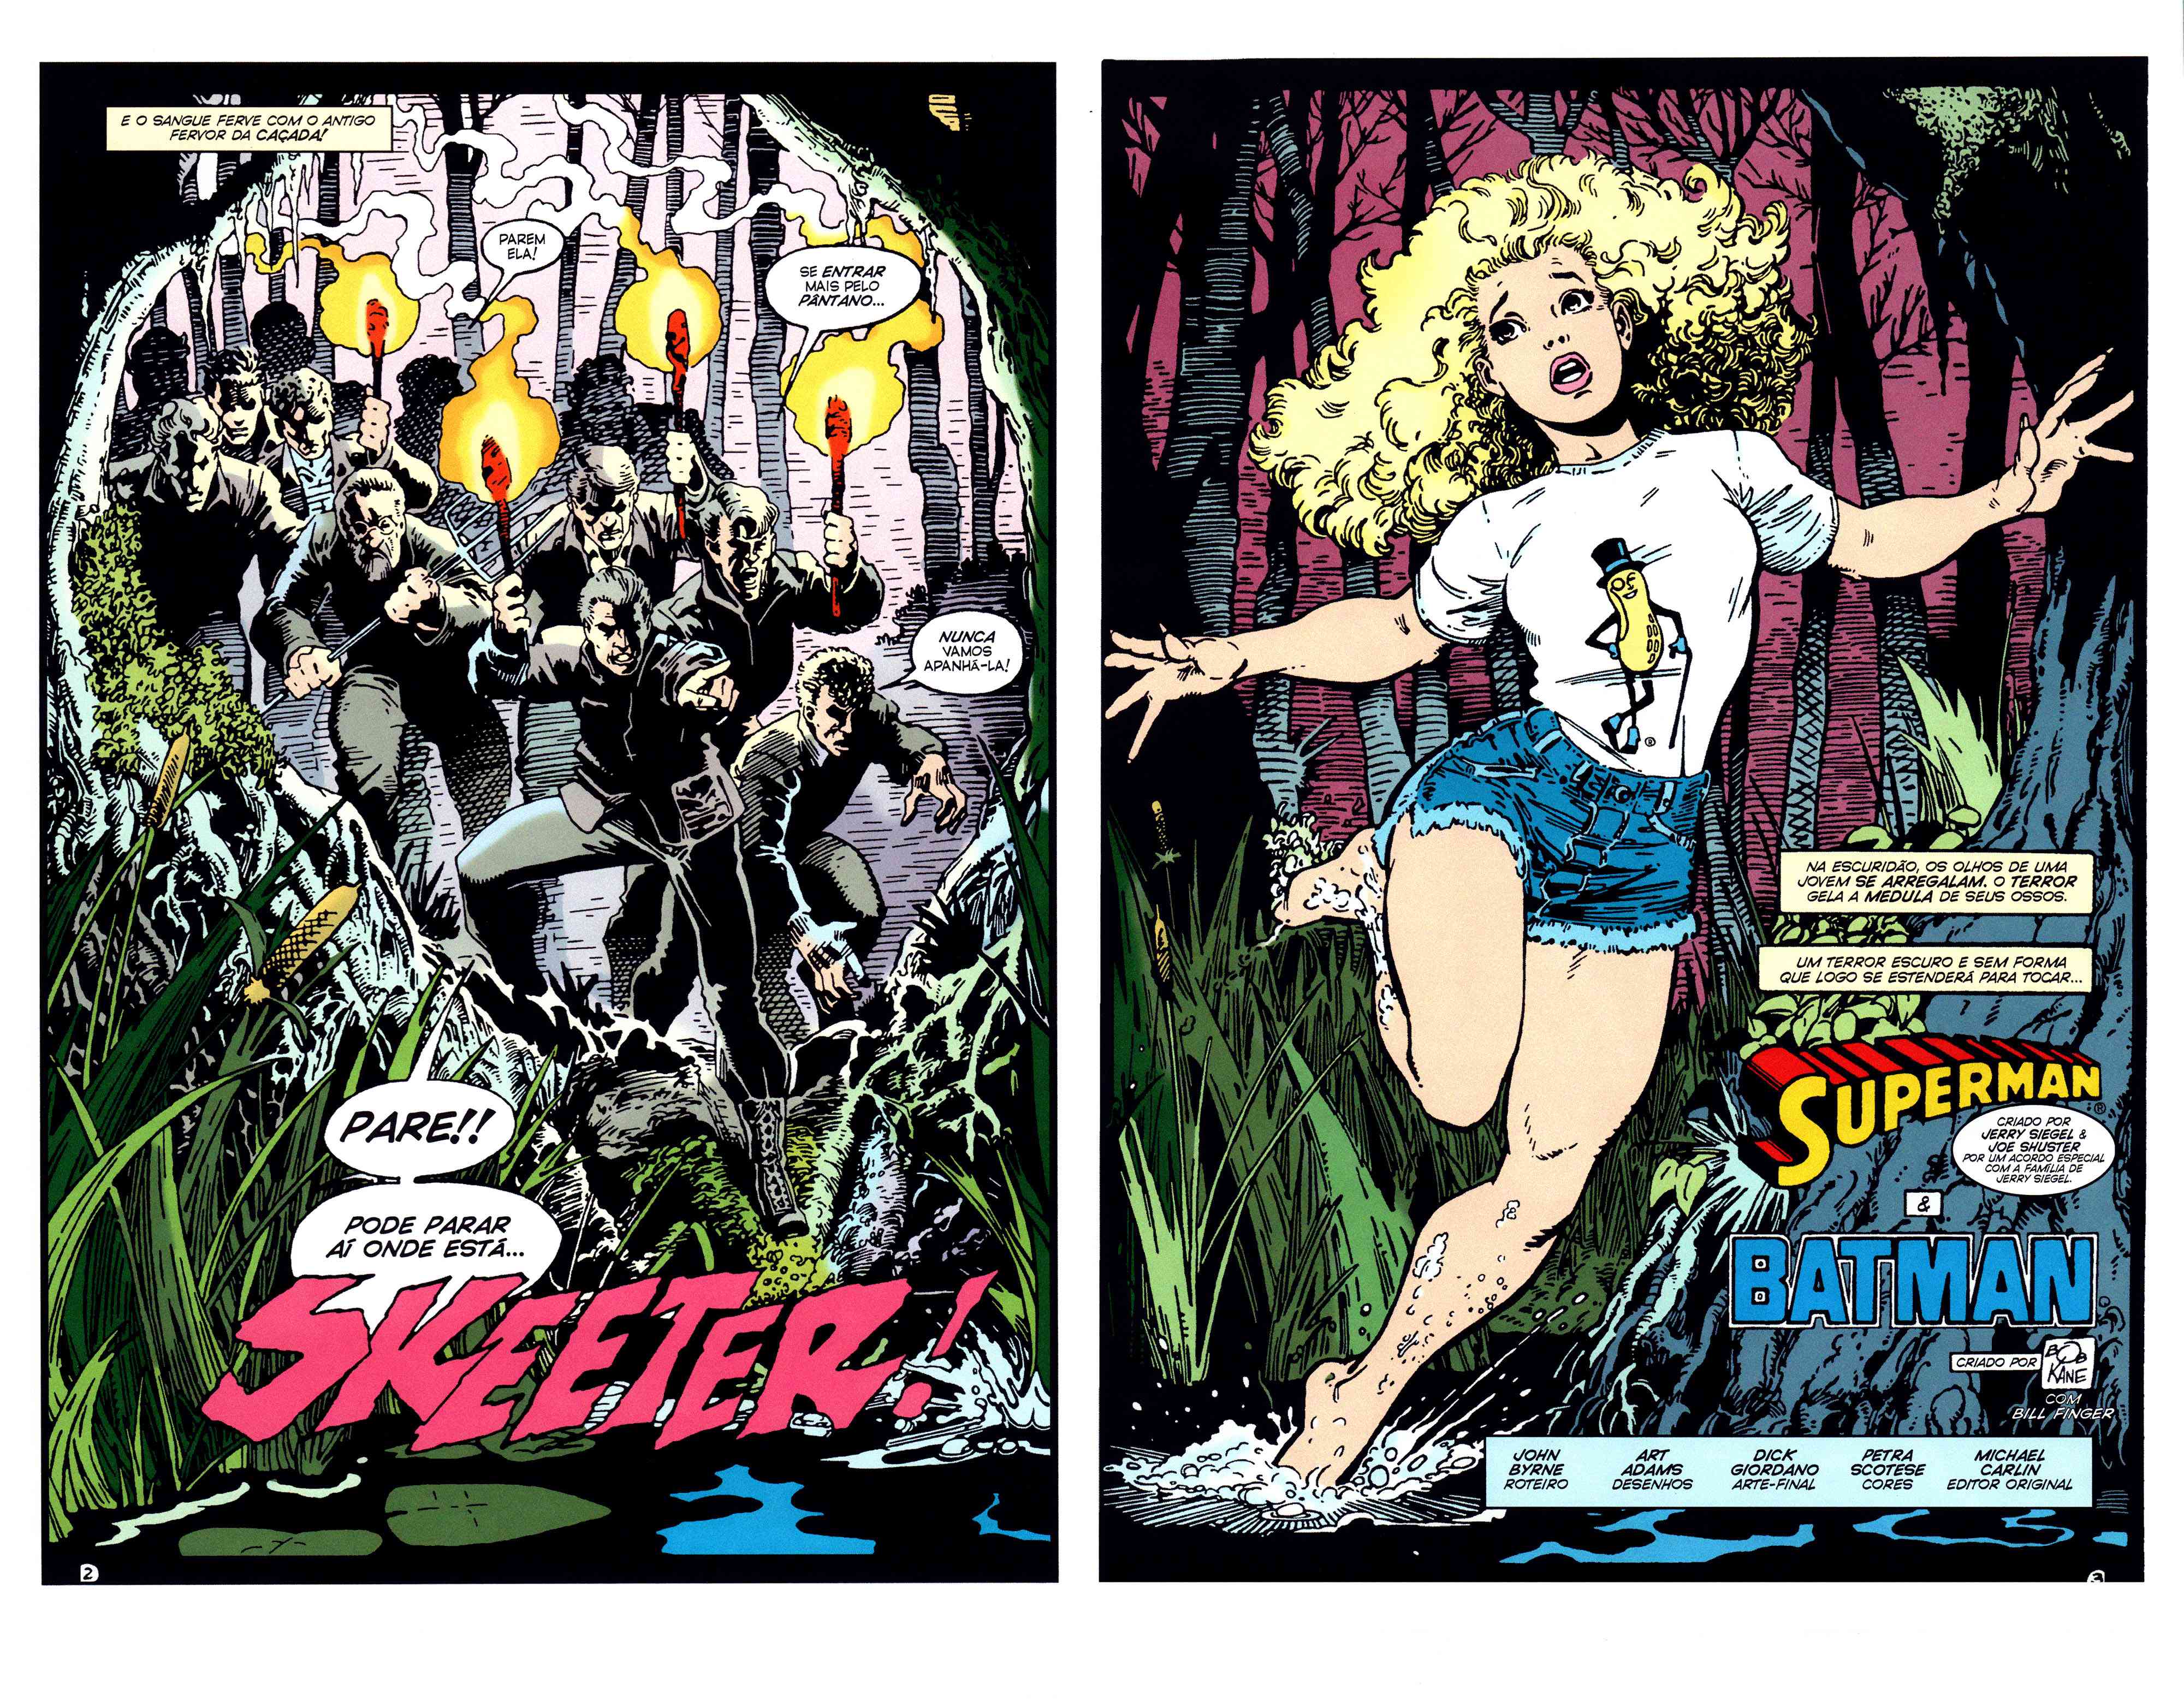 E O SANGUE FERVE COM O ANTIGO
FERVOR DA CAÇADA!
PAREM
ELA!
SE ENTRAR
MAIS PELO
PÂNTANO...
NUNCA
VAMOS
APANHÁ-LA!
PARE!!
PODE PARAR
AÍ ONDE ESTÁ...
SKEETER!
2
NA ESCURIDÃO, OS OLHOS DE UMA
JOVEM SE ARREGALAM. O TERROR
GELA A MEDULA DE SEUS OSSOS.
UM TERROR ESCURO E SEM FORMA
QUE LOGO SE ESTENDERÁ PARA TOCAR...
SUPERMAN®
CRIADO POR
JERRY SIEGEL &
JOE SHUSTER
POR UM ACORDO ESPECIAL
COM A FAMÍLIA DE
JERRY SIEGEL.
&
BATMAN
CRIADO POR
BOB
KANE
COM
BILL FINGER
JOHN
BYRNE
ROTEIRO
ART
ADAMS
DESENHOS
DICK
GIORDANO
ARTE-FINAL
PETRA
SCOTESE
CORES
MICHAEL
CARLIN
EDITOR ORIGINAL
3